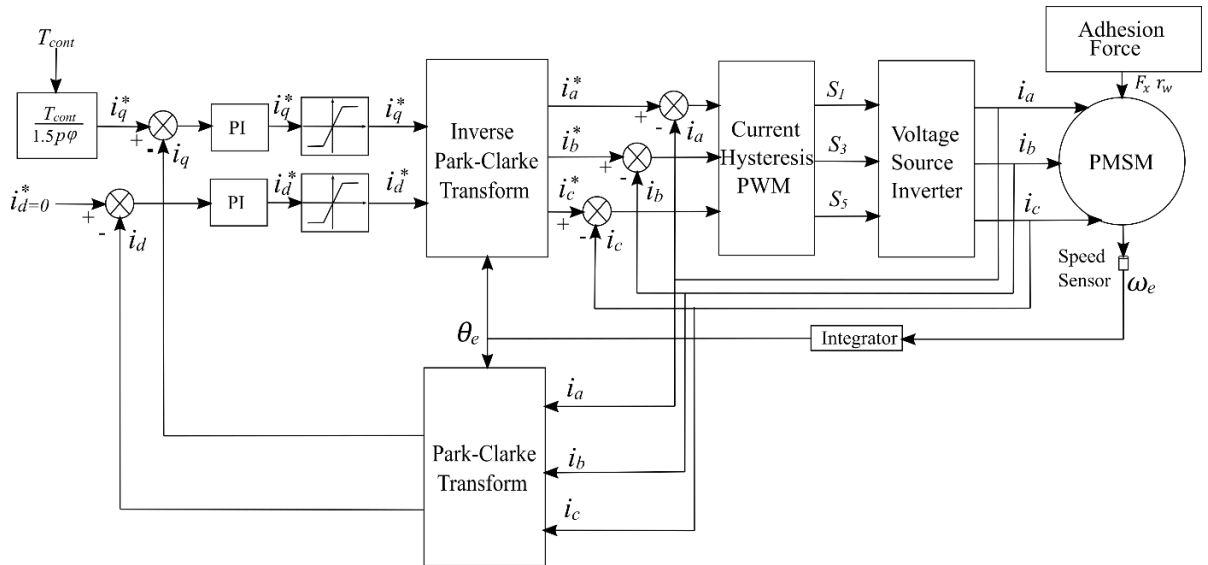 T_cont
T_cont
1.5pφ
i_q^*
+
-
i_q
PI
i_q^*
i_q^*
i_d=0^*
+
-
i_d
PI
i_d^*
i_d^*
Inverse
Park-Clarke
Transform
i_a^*
+
-
i_a
i_b^*
+
-
i_b
i_c^*
+
-
i_c
Current
Hysteresis
PWM
S_1
S_3
S_5
Voltage
Source
Inverter
i_a
i_b
i_c
Adhesion
Force
F_x r_w
PMSM
Speed
Sensor
ω_e
Integrator
θ_e
Park-Clarke
Transform
i_a
i_b
i_c